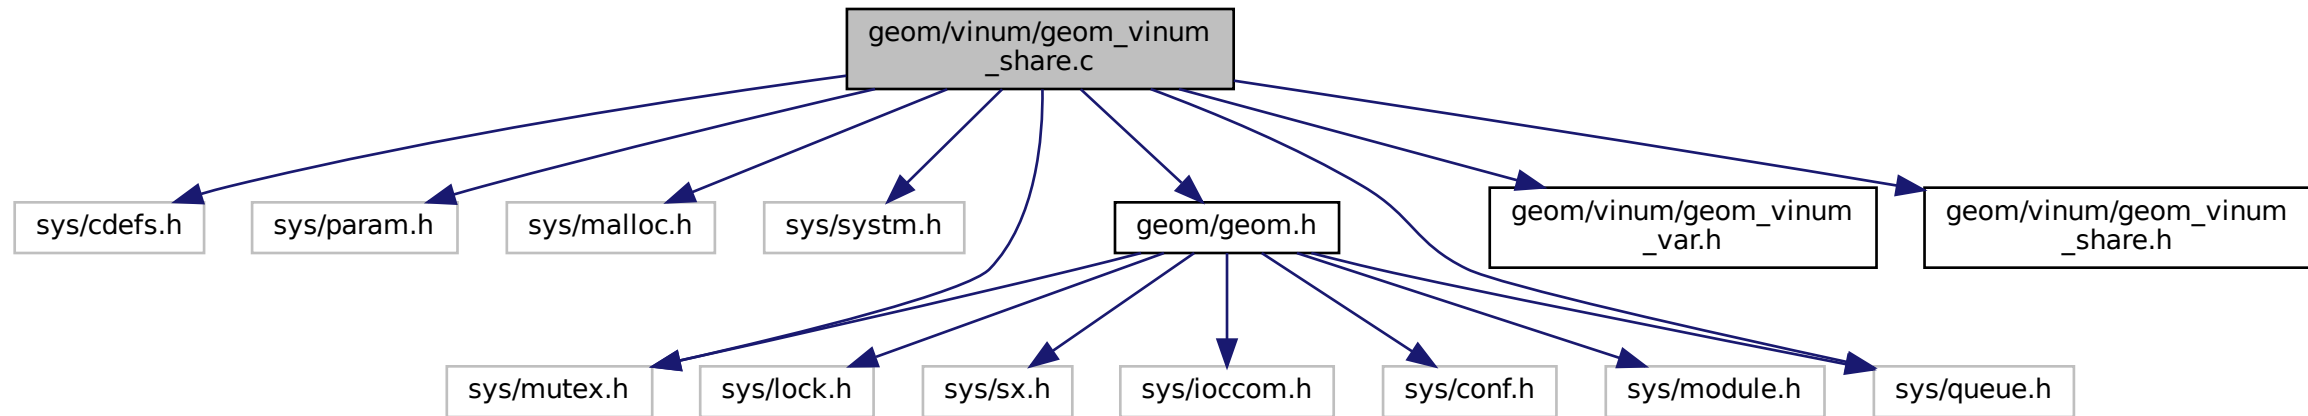 geom/vinum/geom_vinum
_share.c
sys/cdefs.h
sys/param.h
sys/malloc.h
sys/systm.h
geom/geom.h
geom/vinum/geom_vinum
_var.h
geom/vinum/geom_vinum
_share.h
sys/mutex.h
sys/lock.h
sys/sx.h
sys/ioccom.h
sys/conf.h
sys/module.h
sys/queue.h